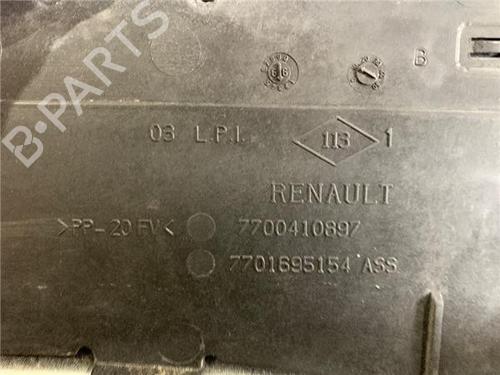 B
03 L.P.I. 113 1
RENAULT
>PP-20 FV< 7700410897
7701695154 ASS
B-PARTS